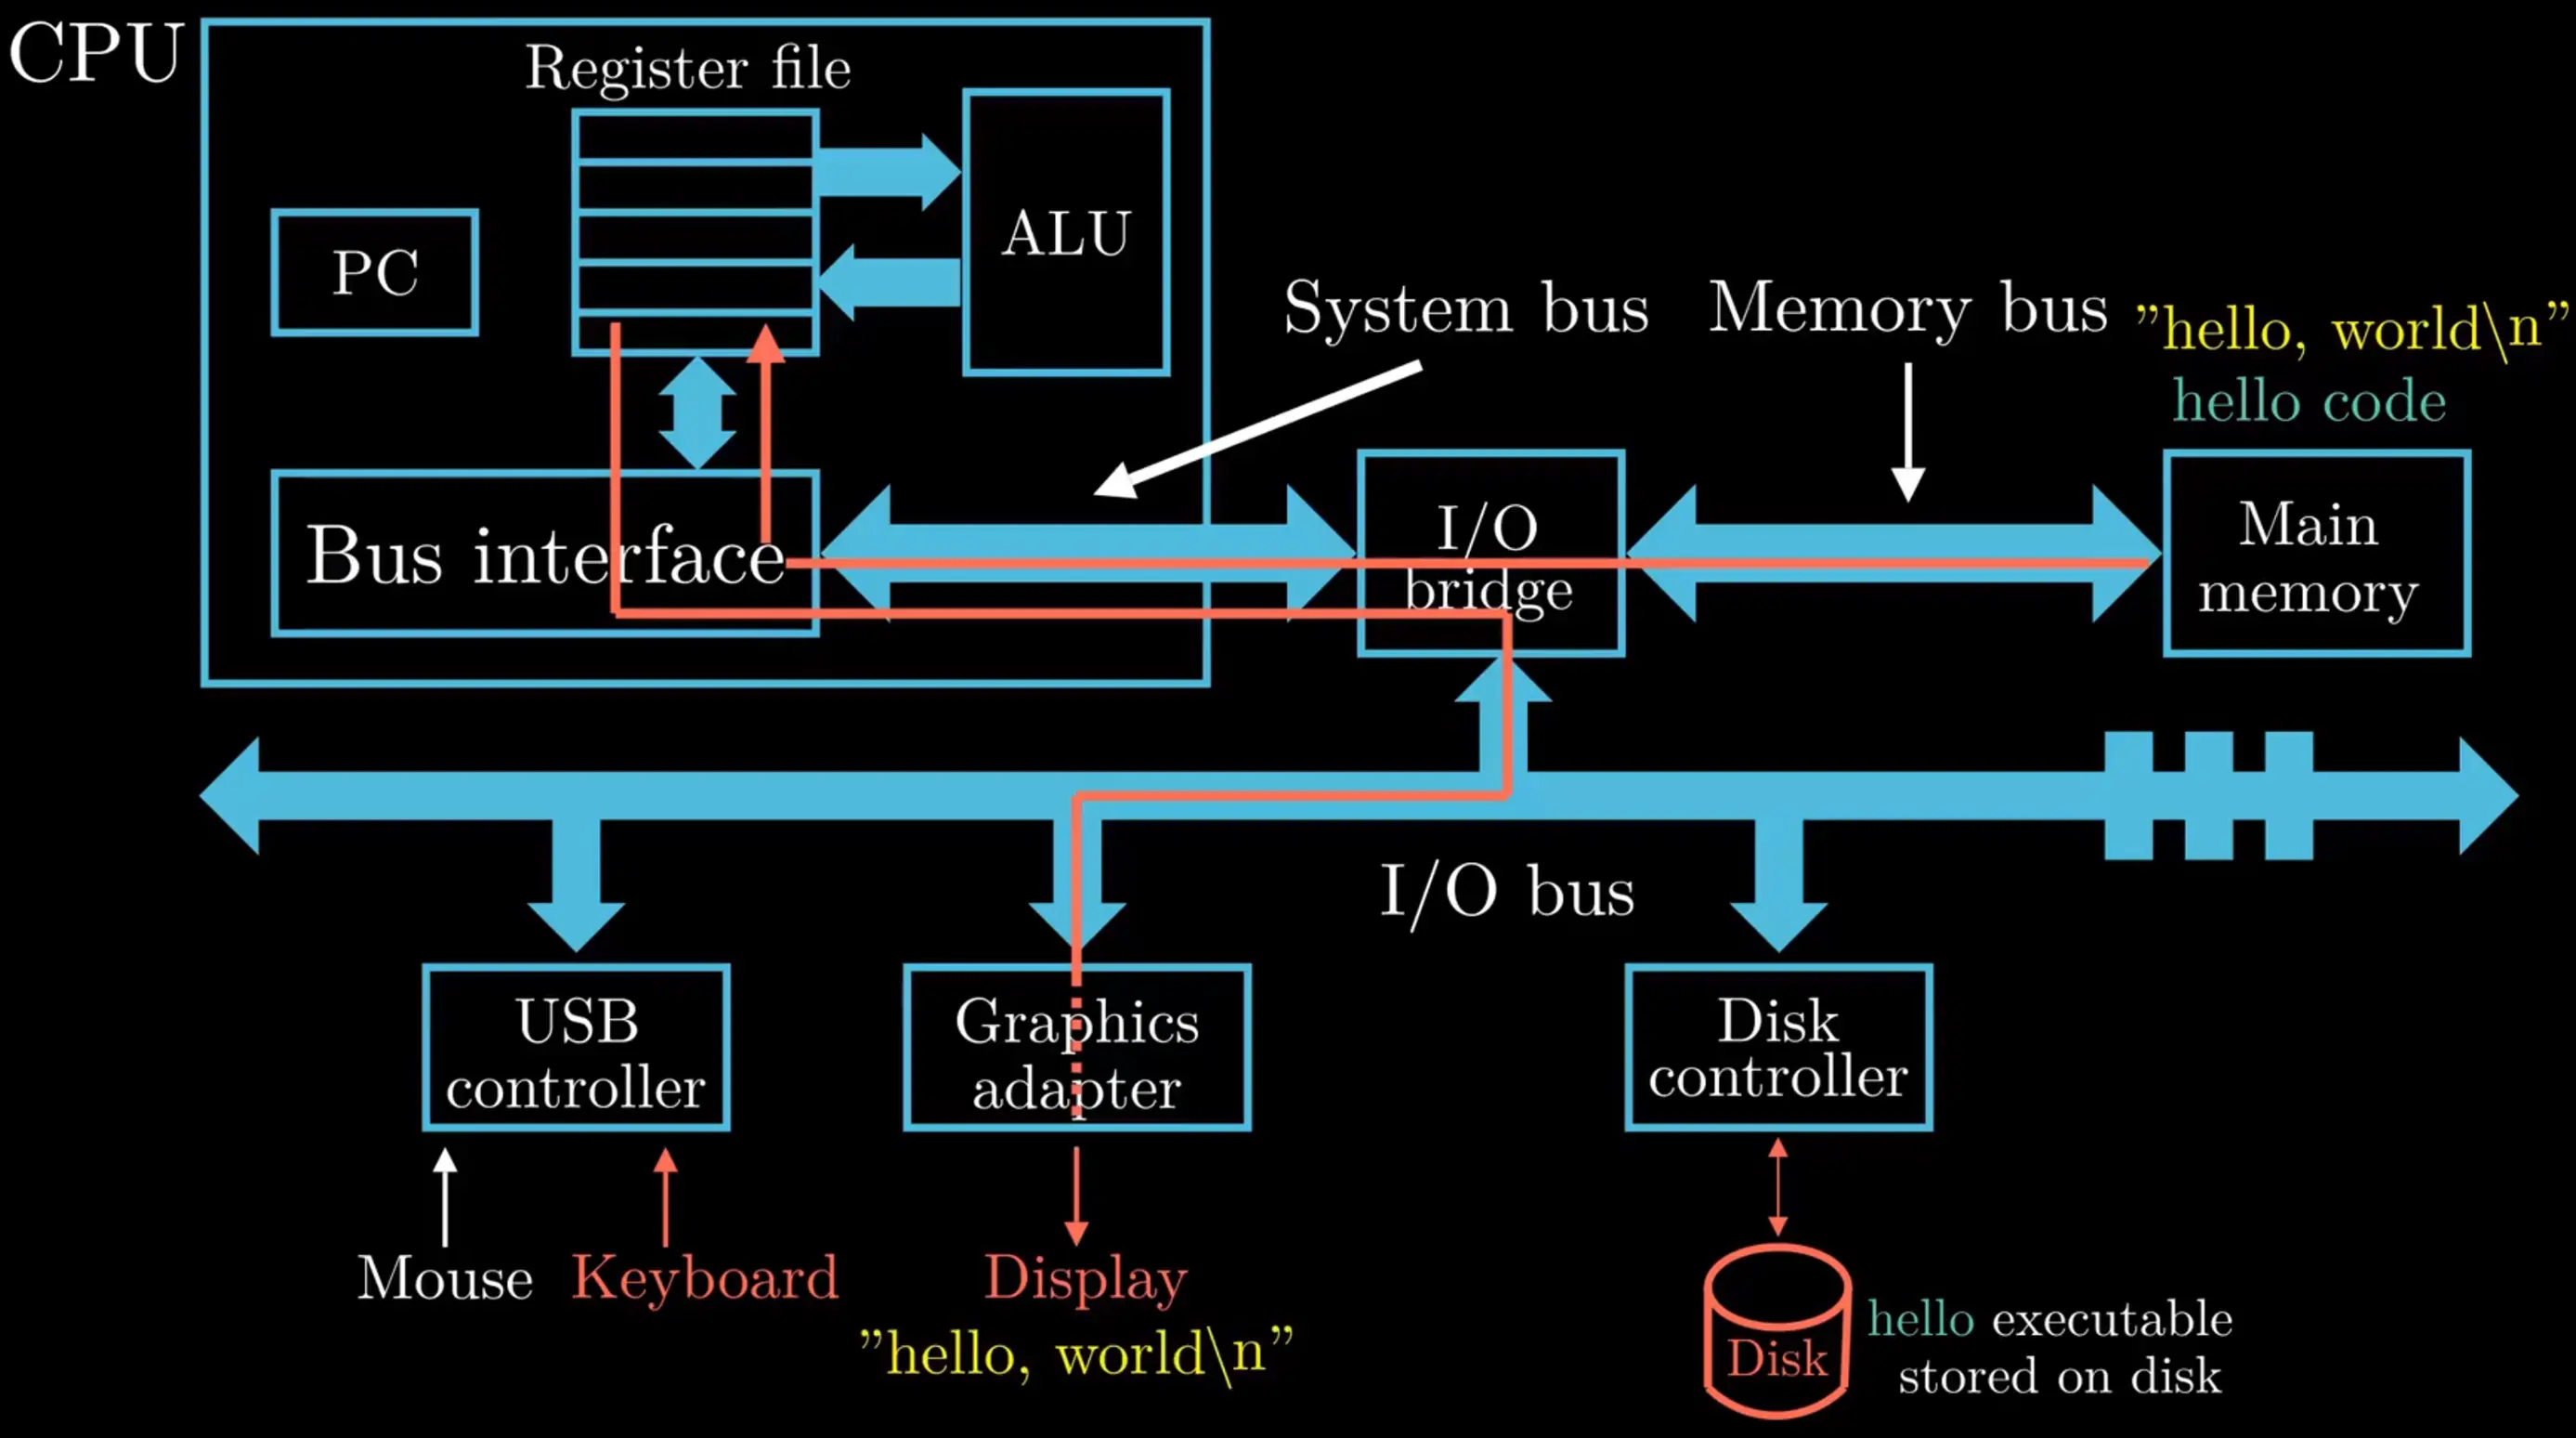 CPU
Register file
ALU
PC
System bus
Memory bus
"hello, world\n"
hello code
Bus interface
I/O
bridge
Main
memory
I/O bus
USB
controller
Graphics
adapter
Disk
controller
Mouse
Keyboard
Display
"hello, world\n"
Disk
hello executable
stored on disk